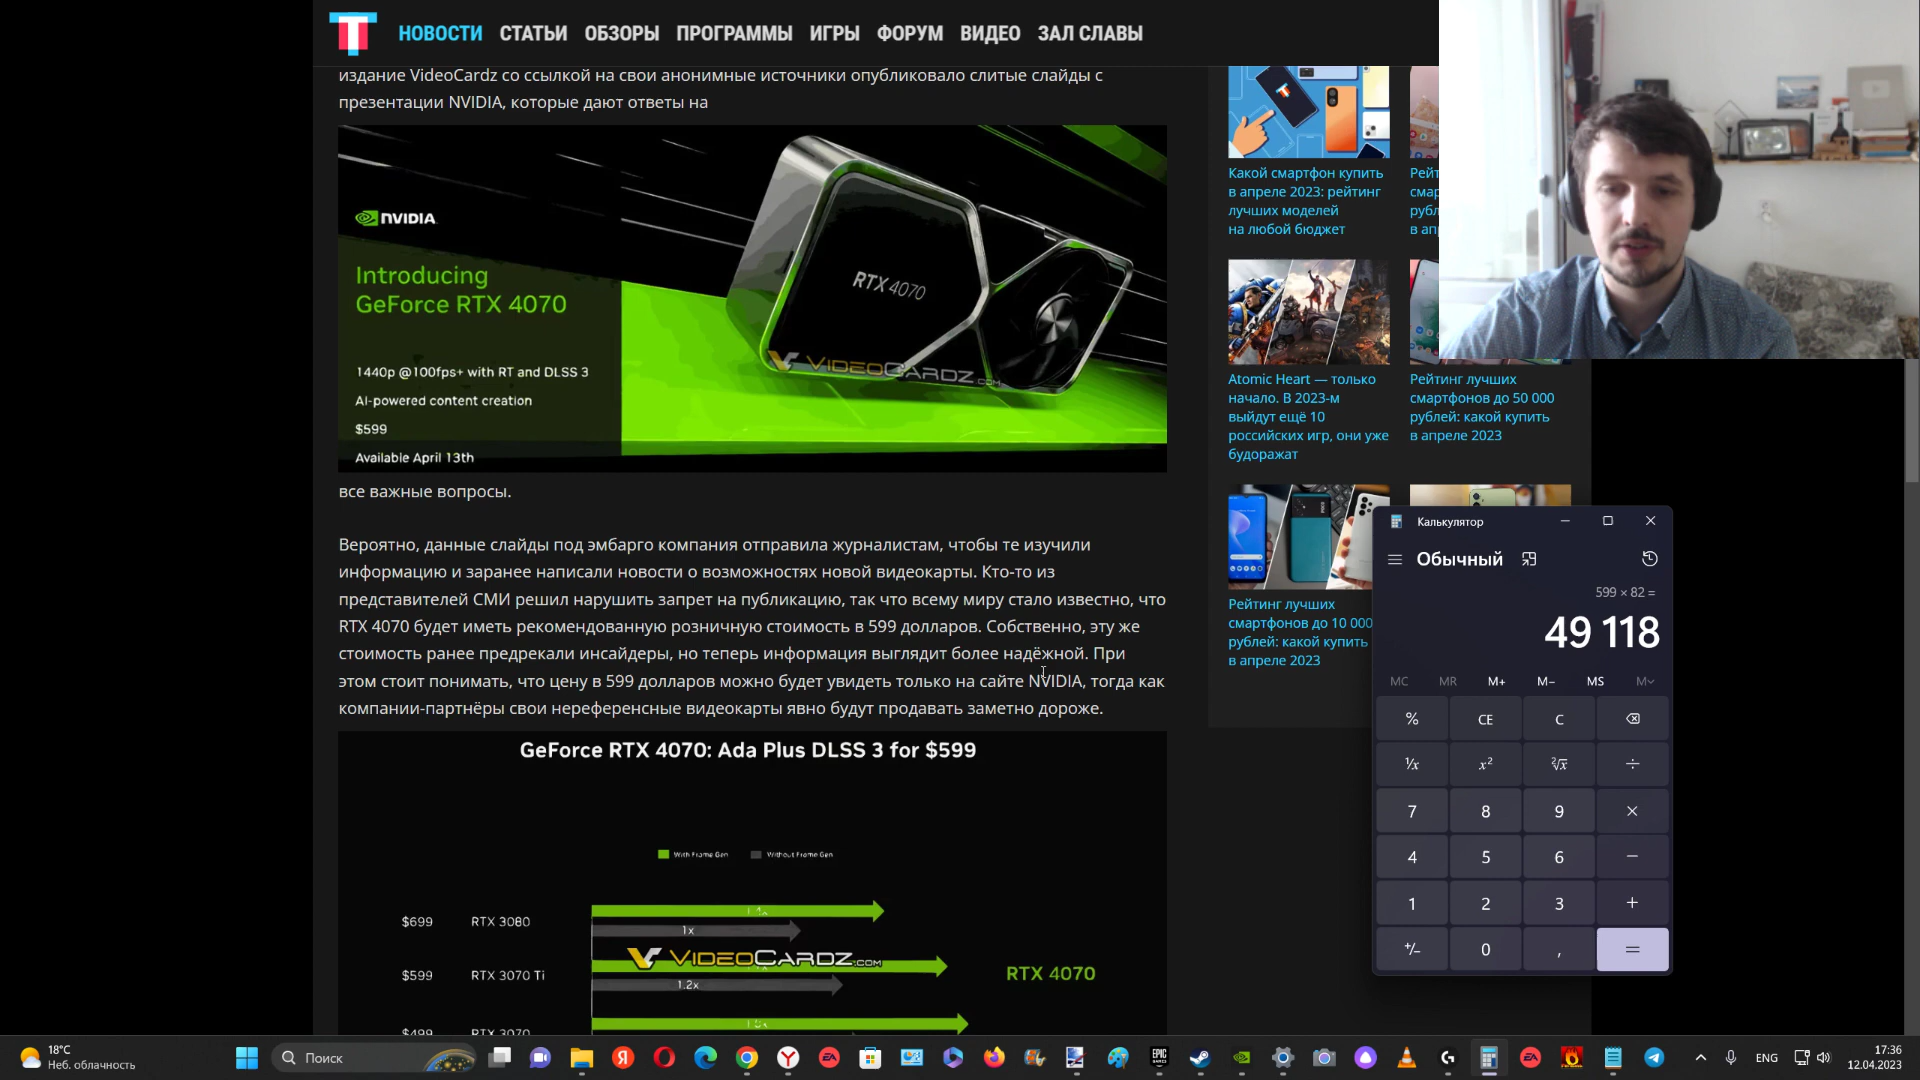 НОВОСТИ СТАТЬИ ОБЗОРЫ ПРОГРАММЫ ИГРЫ ФОРУМ ВИДЕО ЗАЛ СЛАВЫ
издание VideoCardz со ссылкой на свои анонимные источники опубликовало слитые слайды с
презентации NVIDIA, которые дают ответы на
NVIDIA
Introducing
GeForce RTX 4070
1440p @100fps+ with RT and DLSS 3
AI-powered content creation
$599
Available April 13th
RTX 4070
VIDEOCARDZ.COM
все важные вопросы.
Вероятно, данные слайды под эмбарго компания отправила журналистам, чтобы те изучили
информацию и заранее написали новости о возможностях новой видеокарты. Кто-то из
представителей СМИ решил нарушить запрет на публикацию, так что всему миру стало известно, что
RTX 4070 будет иметь рекомендованную розничную стоимость в 599 долларов. Собственно, эту же
стоимость ранее предрекали инсайдеры, но теперь информация выглядит более надёжной. При
этом стоит понимать, что цену в 599 долларов можно будет увидеть только на сайте NVIDIA, тогда как
компании-партнёры свои нереференсные видеокарты явно будут продавать заметно дороже.
GeForce RTX 4070: Ada Plus DLSS 3 for $599
With Frame Gen Without Frame Gen
$699 RTX 3080
1x
VIDEOCARDZ.COM
$599 RTX 3070 Ti
1.2x
RTX 4070
$499 RTX 3070
Какой смартфон купить
в апреле 2023: рейтинг
лучших моделей
на любой бюджет
Atomic Heart — только
начало. В 2023-м
выйдут ещё 10
российских игр, они уже
будоражат
Рейтинг лучших
смартфонов до 50 000
рублей: какой купить
в апреле 2023
Рейтинг лучших
смартфонов до 10 000
рублей: какой купить
в апреле 2023
Калькулятор
Обычный
599 × 82 =
49 118
MC MR M+ M− MS M
% CE C
¹/x x² ²√x ÷
7 8 9 ×
4 5 6 −
1 2 3 +
+/− 0 , =
18°C
Неб. облачность
Поиск
ENG
17:36
12.04.2023